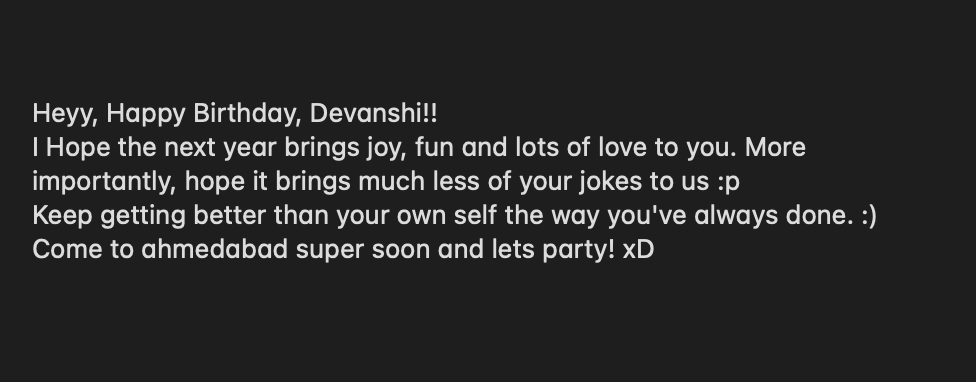 Heyy, Happy Birthday, Devanshi!!
I Hope the next year brings joy, fun and lots of love to you. More
importantly, hope it brings much less of your jokes to us :p
Keep getting better than your own self the way you've always done. :)
Come to ahmedabad super soon and lets party! xD